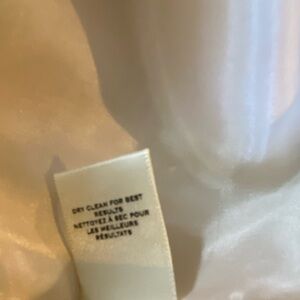 DRY CLEAN FOR BEST
RESULTS
NETTOYEZ À SEC POUR
LES MEILLEURS
RÉSULTATS